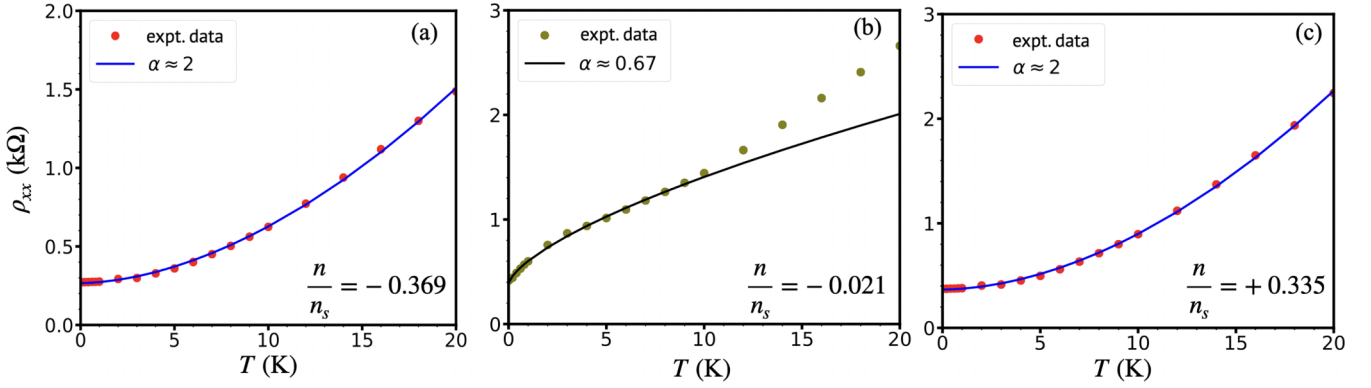 (a)
expt. data
α ≈ 2
2.0
1.5
1.0
0.5
0.0
ρxx (kΩ)
n/ns = − 0.369
0 5 10 15 20
T (K)
(b)
expt. data
α ≈ 0.67
3
2
1
0
n/ns = − 0.021
0 5 10 15 20
T (K)
(c)
expt. data
α ≈ 2
3
2
1
0
n/ns = + 0.335
0 5 10 15 20
T (K)